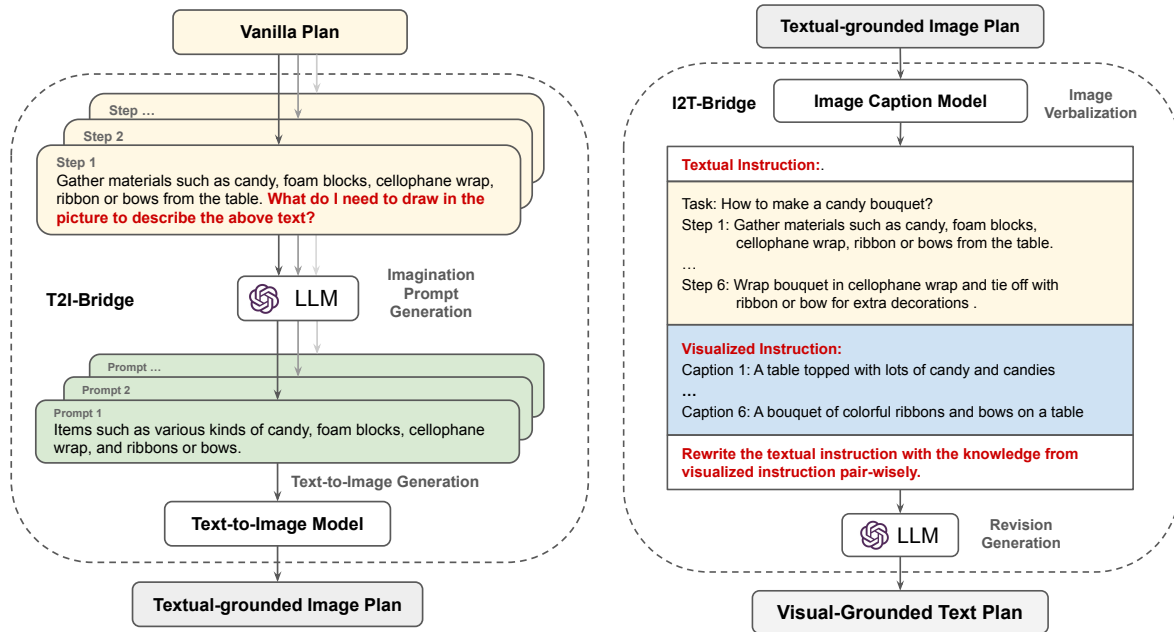 Vanilla Plan
Step …
Step 2
Step 1
Gather materials such as candy, foam blocks, cellophane wrap,
ribbon or bows from the table. What do I need to draw in the
picture to describe the above text?
T2I-Bridge
LLM
Imagination
Prompt
Generation
Prompt …
Prompt 2
Prompt 1
Items such as various kinds of candy, foam blocks, cellophane
wrap, and ribbons or bows.
Text-to-Image Generation
Text-to-Image Model
Textual-grounded Image Plan
Textual-grounded Image Plan
I2T-Bridge
Image Caption Model
Image
Verbalization
Textual Instruction:.
Task: How to make a candy bouquet?
Step 1: Gather materials such as candy, foam blocks,
cellophane wrap, ribbon or bows from the table.
…
Step 6: Wrap bouquet in cellophane wrap and tie off with
ribbon or bow for extra decorations .
Visualized Instruction:
Caption 1: A table topped with lots of candy and candies
...
Caption 6: A bouquet of colorful ribbons and bows on a table
Rewrite the textual instruction with the knowledge from
visualized instruction pair-wisely.
LLM
Revision
Generation
Visual-Grounded Text Plan